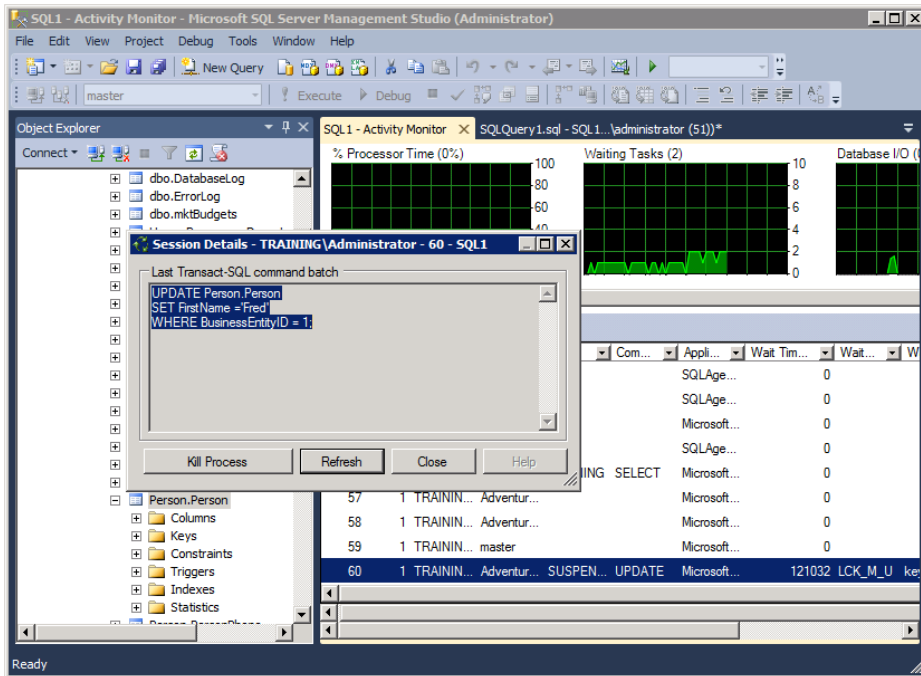 SQL1 - Activity Monitor - Microsoft SQL Server Management Studio (Administrator)
File Edit View Project Debug Tools Window Help
New Query
master Execute Debug
Object Explorer
Connect
dbo.DatabaseLog
dbo.ErrorLog
dbo.mktBudgets
Person.Person
Columns
Keys
Constraints
Triggers
Indexes
Statistics
SQL1 - Activity Monitor SQLQuery1.sql - SQL1...\administrator (51))*
% Processor Time (0%) Waiting Tasks (2) Database I/O (
100 10
80 8
60 6
40 4
2
0
Session Details - TRAINING\Administrator - 60 - SQL1
Last Transact-SQL command batch
UPDATE Person.Person
SET FirstName ='Fred'
WHERE BusinessEntityID = 1;
Kill Process Refresh Close Help
Com... Appli... Wait Tim... Wait... W
SQLAge... 0
SQLAge... 0
Microsoft... 0
SQLAge... 0
ING SELECT Microsoft... 0
57 1 TRAININ... Adventur... Microsoft... 0
58 1 TRAININ... Adventur... Microsoft... 0
59 1 TRAININ... master Microsoft... 0
60 1 TRAININ... Adventur... SUSPEN... UPDATE Microsoft... 121032 LCK_M_U key
Ready